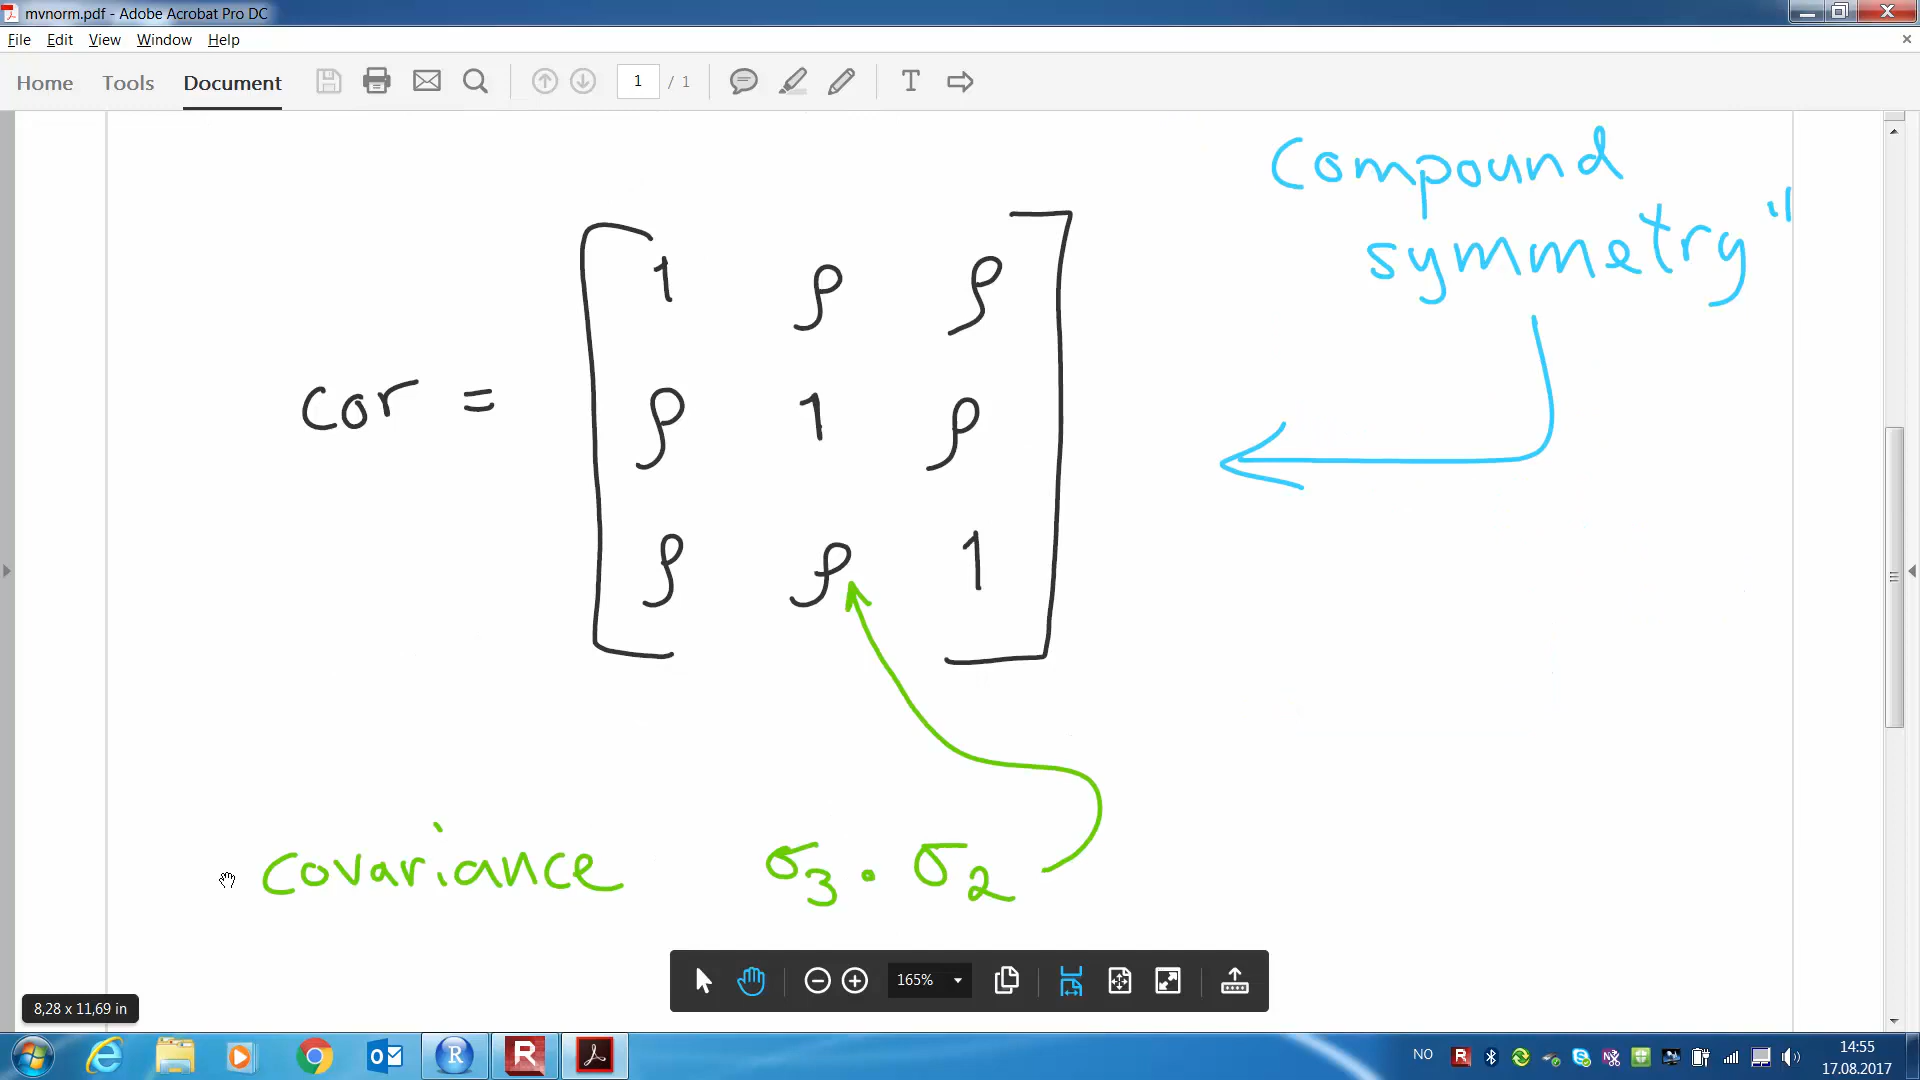 mvnorm.pdf - Adobe Acrobat Pro DC
File Edit View Window Help
Home Tools Document 1 / 1
compound
symmetry"
1 ρ ρ
cor = ρ 1 ρ
ρ ρ 1
covariance σ3 · σ2
165%
8,28 x 11,69 in
NO 14:55
17.08.2017